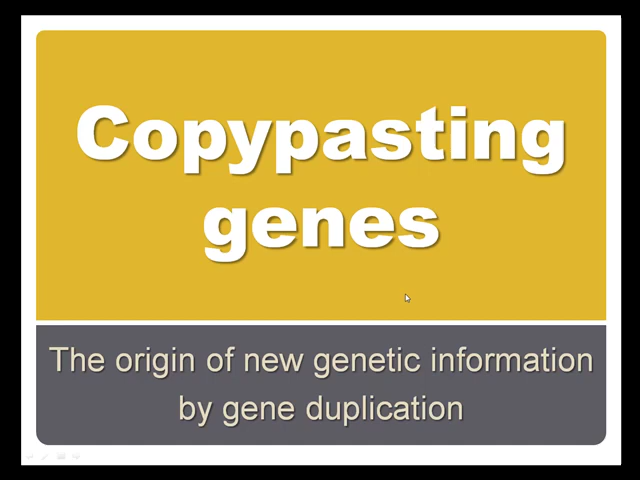 Copypasting
genes
The origin of new genetic information
by gene duplication